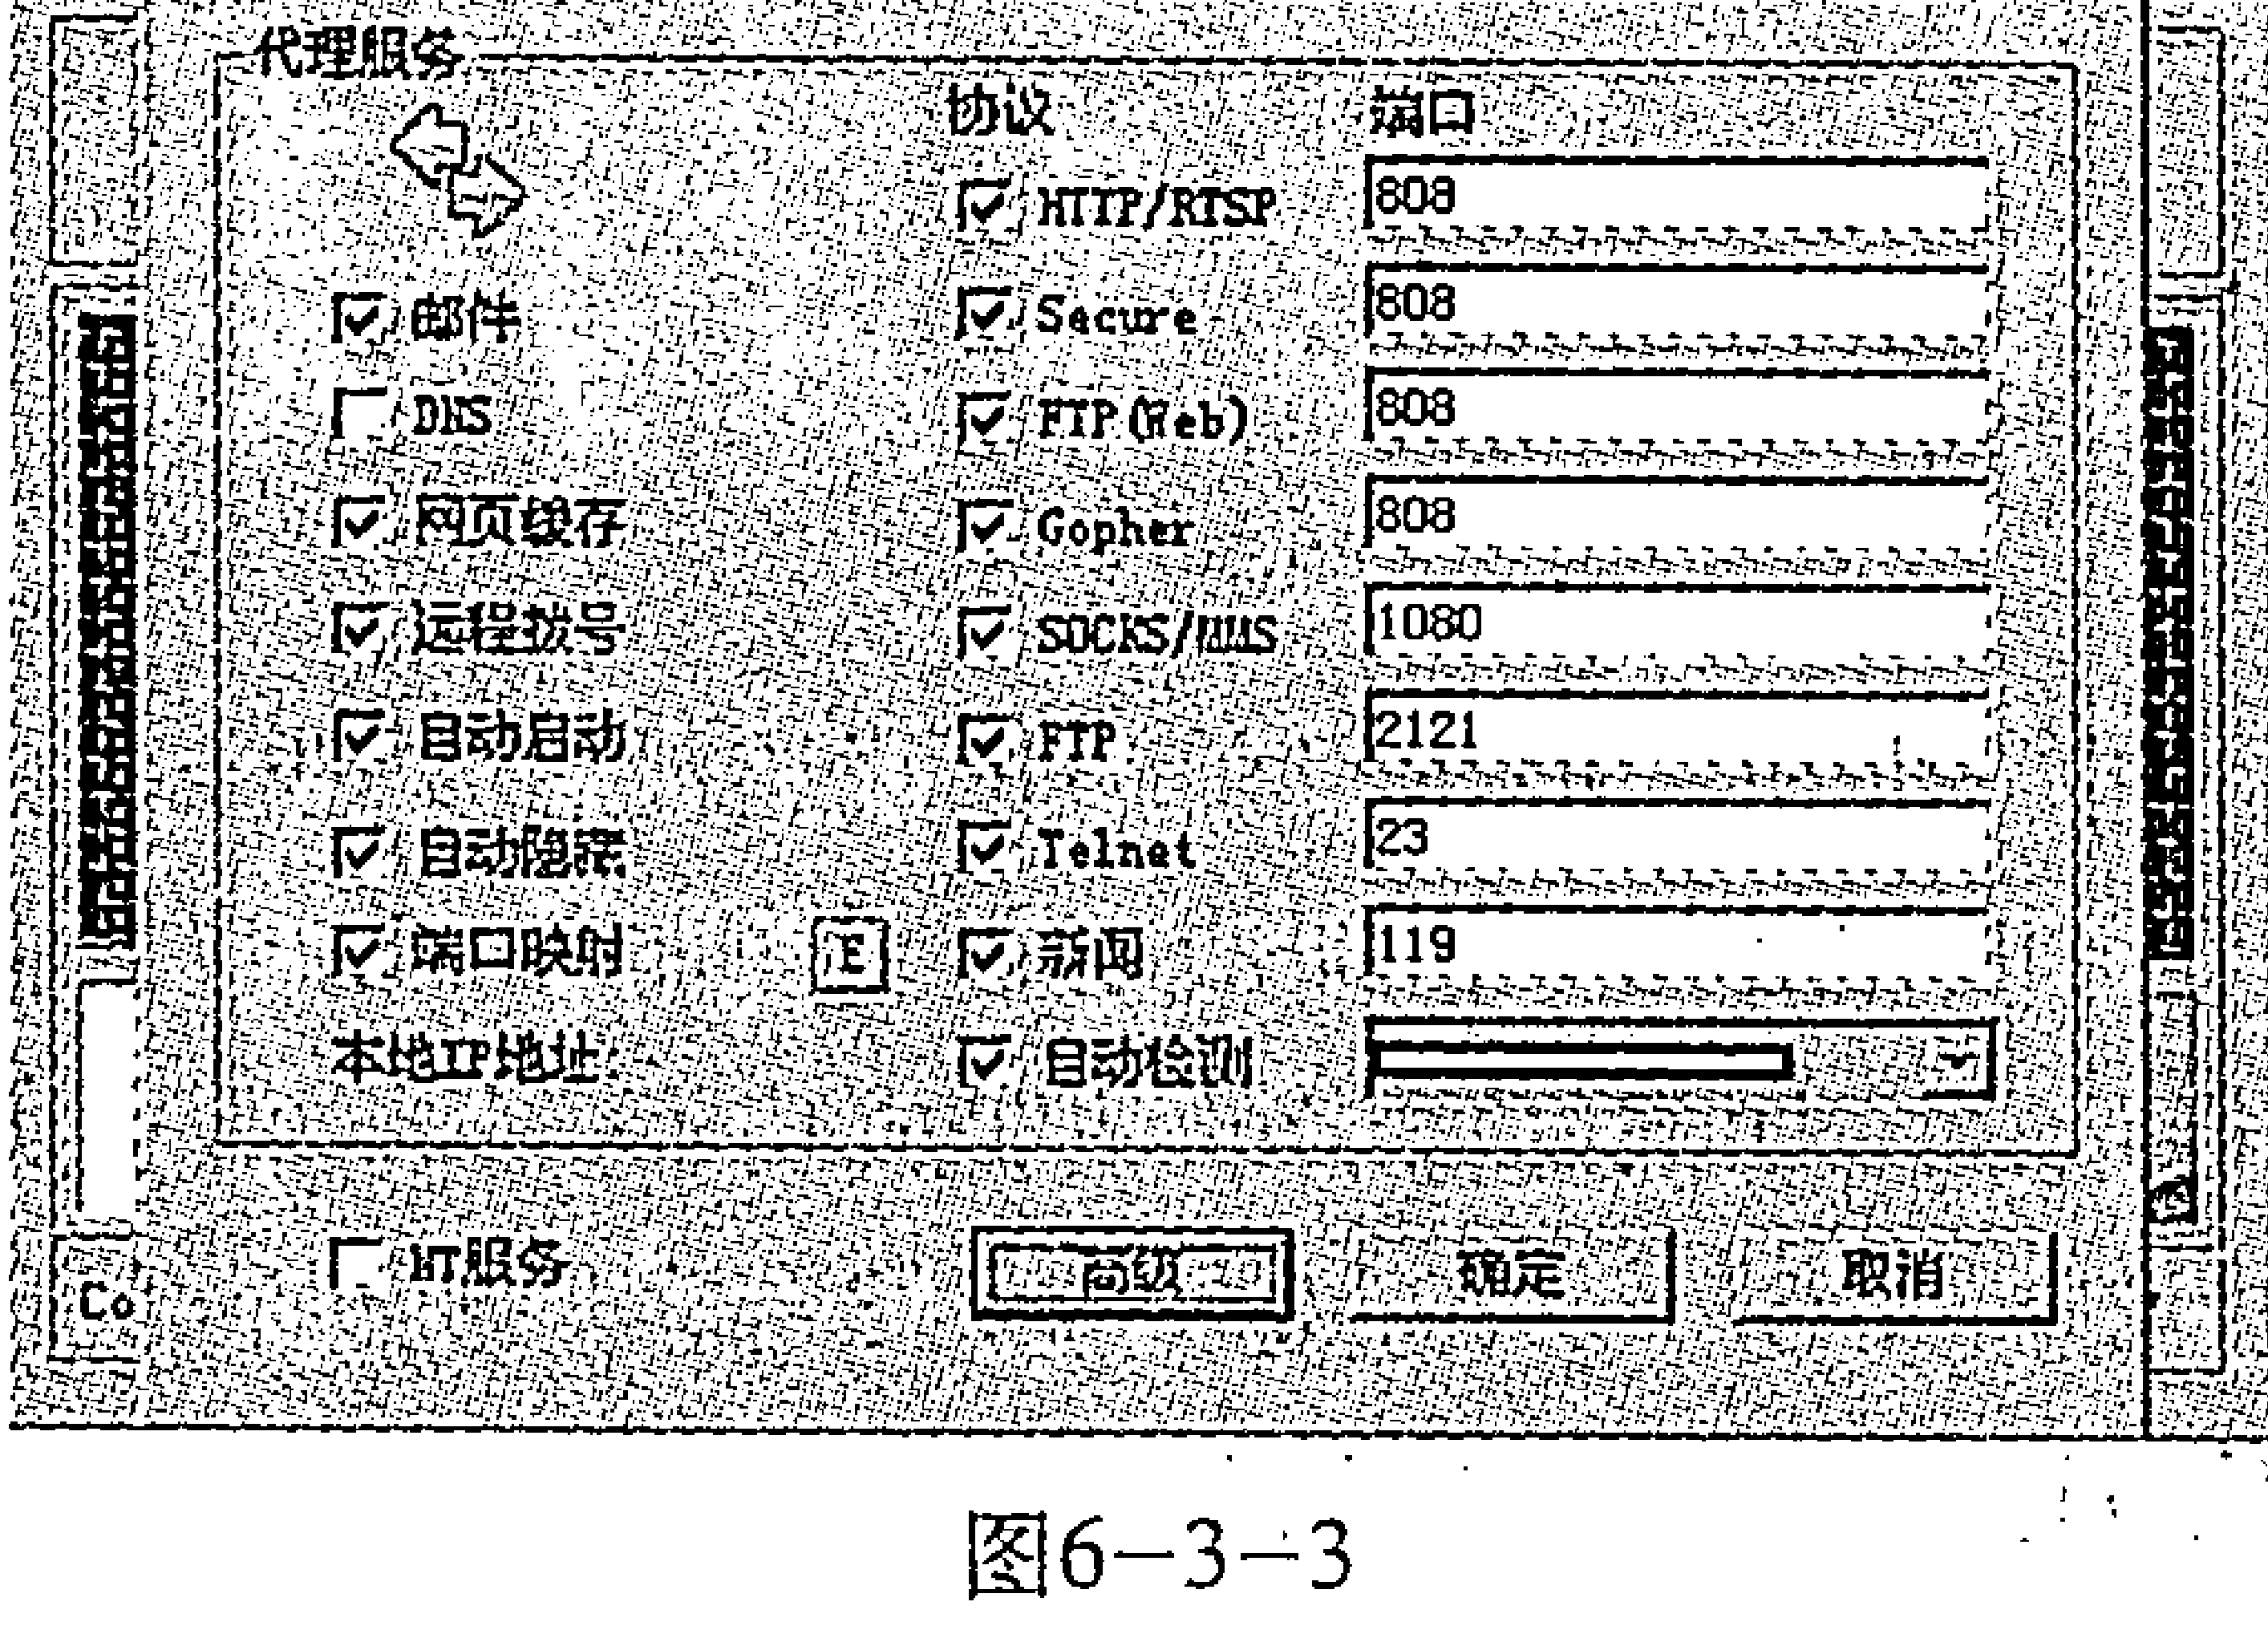 代理服务
协议 端口
HTTP/RTSP 808
邮件 Secure 808
DNS FTP(Web) 808
网页缓存 Gopher 808
远程拨号 SOCKS/MMS 1080
自动启动 FTP 2121
自动隐藏 Telnet 23
端口映射 E 新闻 119
本地IP地址: 自动检测
NT服务 高级 确定 取消
Co
图6-3-3